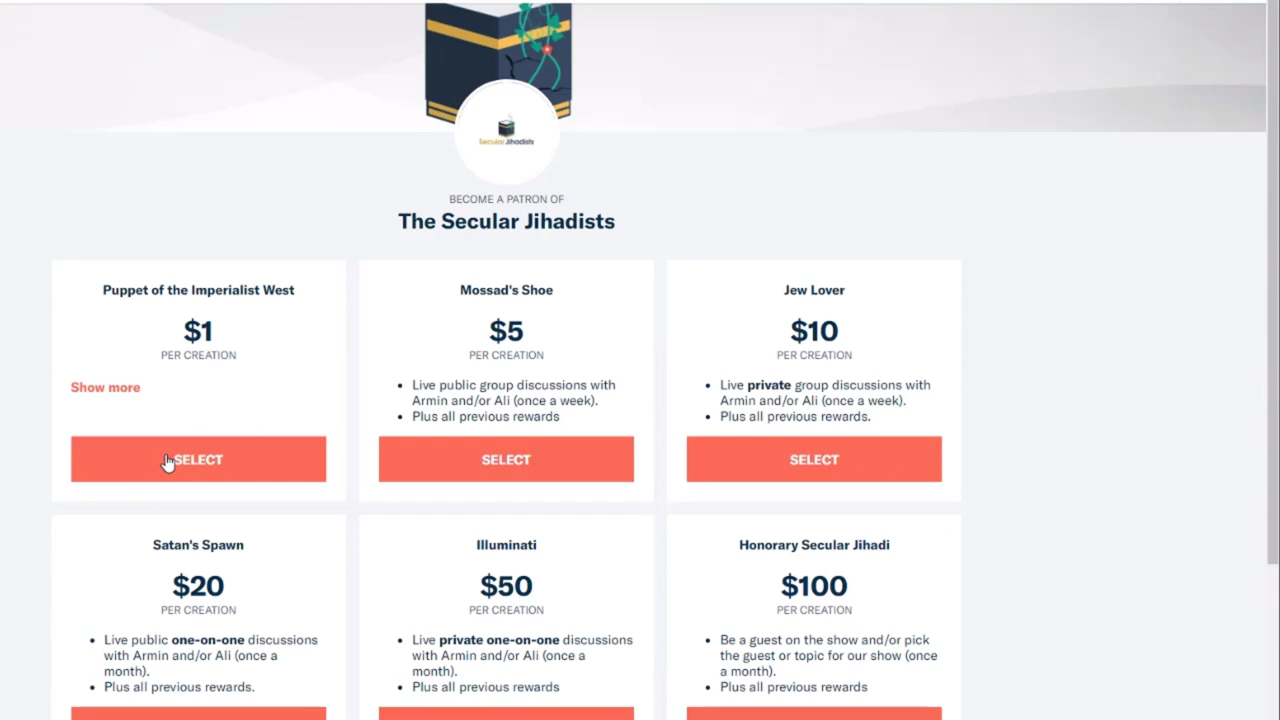 Secular Jihadists
BECOME A PATRON OF
The Secular Jihadists
Puppet of the Imperialist West
$1
PER CREATION
Show more
SELECT
Mossad's Shoe
$5
PER CREATION
• Live public group discussions with
Armin and/or Ali (once a week).
• Plus all previous rewards
SELECT
Jew Lover
$10
PER CREATION
• Live private group discussions with
Armin and/or Ali (once a week).
• Plus all previous rewards.
SELECT
Satan's Spawn
$20
PER CREATION
• Live public one-on-one discussions
with Armin and/or Ali (once a
month).
• Plus all previous rewards.
Illuminati
$50
PER CREATION
• Live private one-on-one discussions
with Armin and/or Ali (once a
month).
• Plus all previous rewards
Honorary Secular Jihadi
$100
PER CREATION
• Be a guest on the show and/or pick
the guest or topic for our show (once
a month).
• Plus all previous rewards